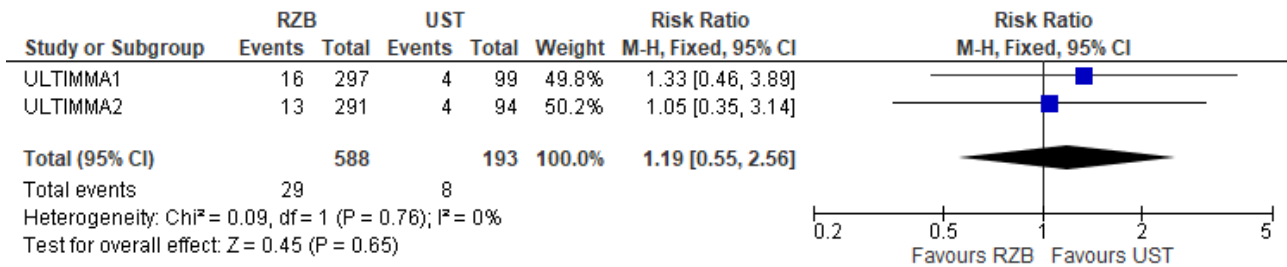 RZB UST Risk Ratio Risk Ratio
Study or Subgroup Events Total Events Total Weight M-H, Fixed, 95% CI M-H, Fixed, 95% CI
ULTIMMA1 16 297 4 99 49.8% 1.33 [0.46, 3.89]
ULTIMMA2 13 291 4 94 50.2% 1.05 [0.35, 3.14]
Total (95% CI) 588 193 100.0% 1.19 [0.55, 2.56]
Total events 29 8
Heterogeneity: Chi² = 0.09, df = 1 (P = 0.76); I² = 0%
Test for overall effect: Z = 0.45 (P = 0.65)
0.2 0.5 1 2 5
Favours RZB Favours UST